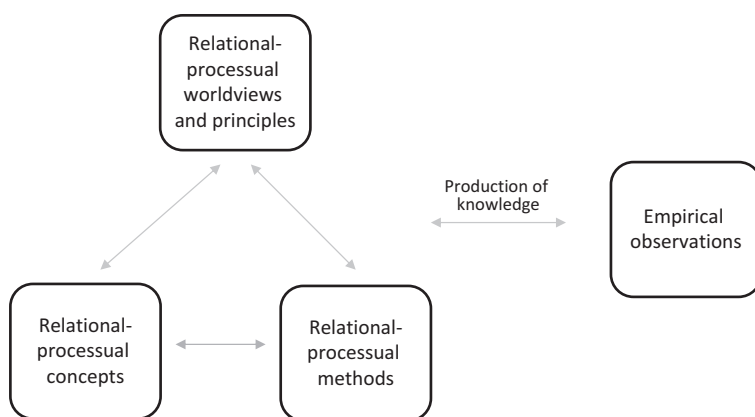 Relational-
processual
worldviews
and principles
Production of
knowledge
Empirical
observations
Relational-
processual
concepts
Relational-
processual
methods